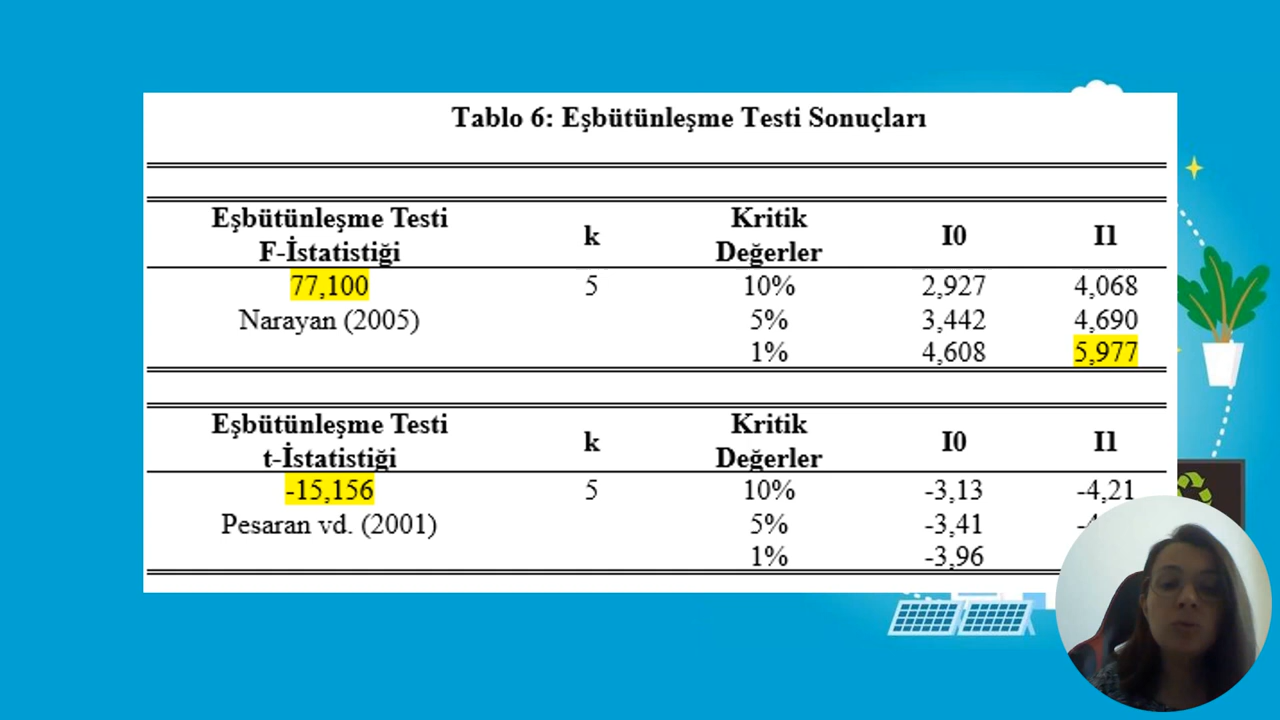 Tablo 6: Eşbütünleşme Testi Sonuçları
Eşbütünleşme Testi F-İstatistiği k Kritik Değerler I0 I1
77,100 5 10% 2,927 4,068
Narayan (2005) 5% 3,442 4,690
1% 4,608 5,977
Eşbütünleşme Testi t-İstatistiği k Kritik Değerler I0 I1
-15,156 5 10% -3,13 -4,21
Pesaran vd. (2001) 5% -3,41
1% -3,96